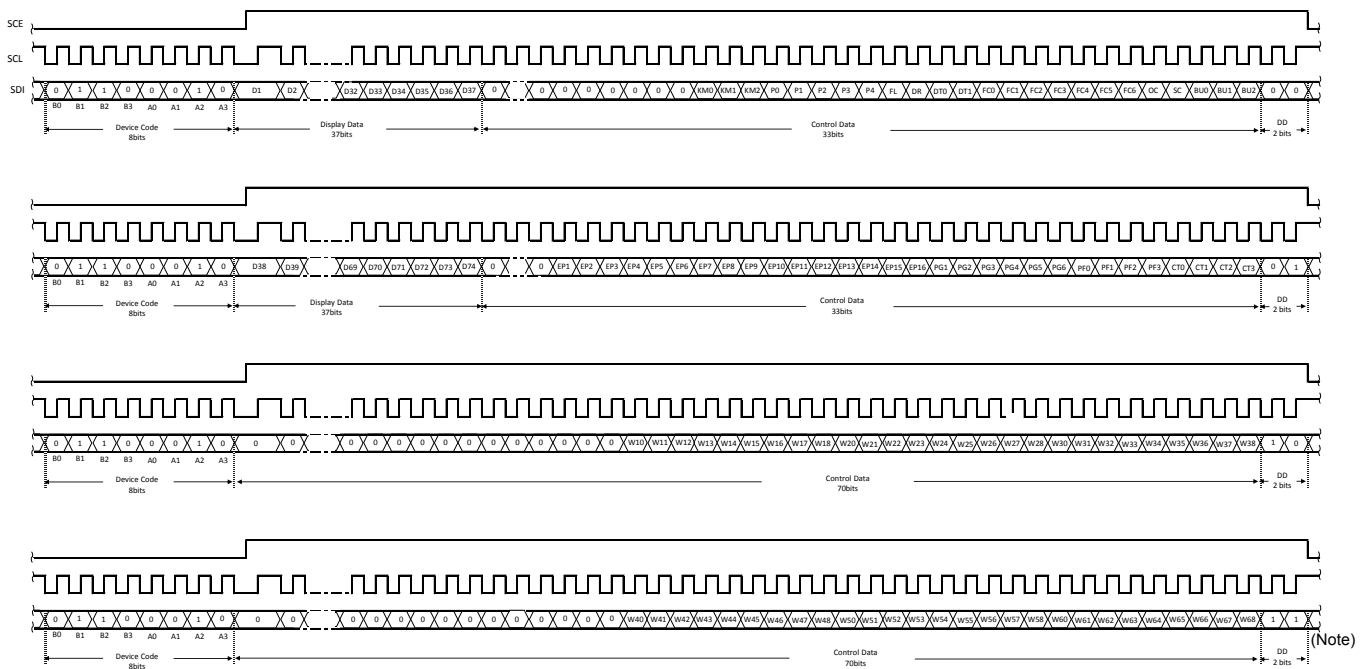 SCE
SCL
SDI 0 1 1 0 0 0 1 0 D1 D2 D32 D33 D34 D35 D36 D37 0 0 0 0 0 0 0 0 KM0 KM1 KM2 P0 P1 P2 P3 P4 FL DR DT0 DT1 FC0 FC1 FC2 FC3 FC4 FC5 FC6 OC SC BU0 BU1 BU2 0 0
B0 B1 B2 B3 A0 A1 A2 A3
Device Code Display Data Control Data DD
8bits 37bits 33bits 2 bits
0 1 1 0 0 0 1 0 D38 D39 D69 D70 D71 D72 D73 D74 0 0 EP1 EP2 EP3 EP4 EP5 EP6 EP7 EP8 EP9 EP10 EP11 EP12 EP13 EP14 EP15 EP16 PG1 PG2 PG3 PG4 PG5 PG6 PF0 PF1 PF2 PF3 CT0 CT1 CT2 CT3 0 1
B0 B1 B2 B3 A0 A1 A2 A3
Device Code Display Data Control Data DD
8bits 37bits 33bits 2 bits
0 1 1 0 0 0 1 0 0 0 0 0 0 0 0 0 0 0 0 0 0 0 W10 W11 W12 W13 W14 W15 W16 W17 W18 W20 W21 W22 W23 W24 W25 W26 W27 W28 W30 W31 W32 W33 W34 W35 W36 W37 W38 1 0
B0 B1 B2 B3 A0 A1 A2 A3
Device Code Control Data DD
8bits 70bits 2 bits
0 1 1 0 0 0 1 0 0 0 0 0 0 0 0 0 0 0 0 0 0 0 W40 W41 W42 W43 W44 W45 W46 W47 W48 W50 W51 W52 W53 W54 W55 W56 W57 W58 W60 W61 W62 W63 W64 W65 W66 W67 W68 1 1
(Note)
B0 B1 B2 B3 A0 A1 A2 A3
Device Code Control Data DD
8bits 70bits 2 bits